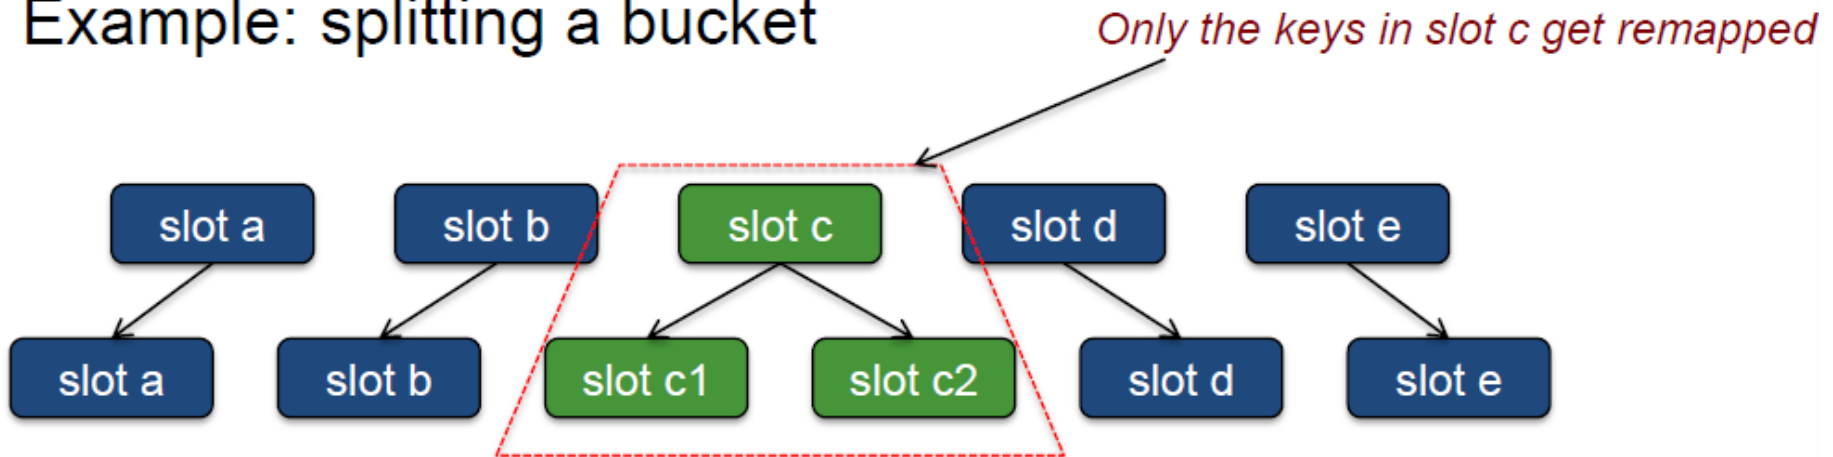 Example: splitting a bucket
Only the keys in slot c get remapped
slot a
slot b
slot c
slot d
slot e
slot a
slot b
slot c1
slot c2
slot d
slot e